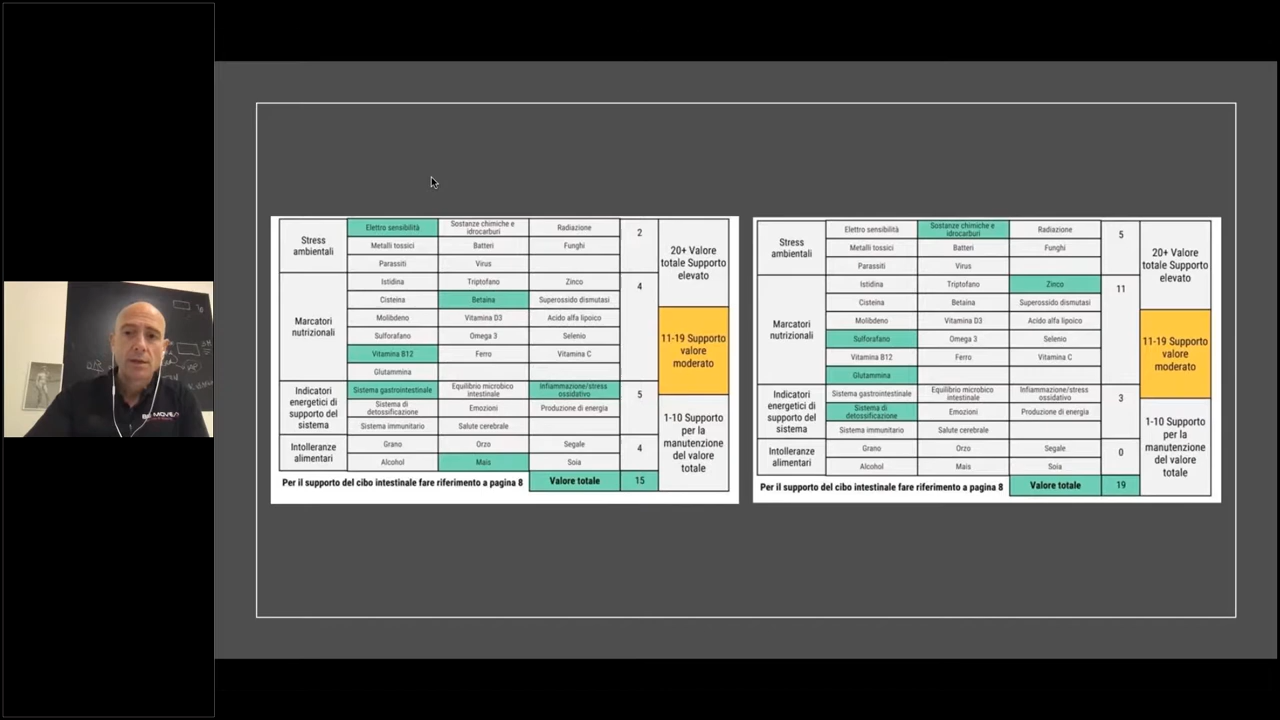 Stress ambientali
Elettro sensibilità
Sostanze chimiche e idrocarburi
Radiazione
2
Metalli tossici
Batteri
Funghi
Parassiti
Virus
Marcatori nutrizionali
Istidina
Triptofano
Zinco
4
Cisteina
Betaina
Superossido dismutasi
Molibdeno
Vitamina D3
Acido alfa lipoico
Sulforafano
Omega 3
Selenio
Vitamina B12
Ferro
Vitamina C
Glutammina
Indicatori energetici di supporto del sistema
Sistema gastrointestinale
Equilibrio microbico intestinale
Infiammazione/stress ossidativo
5
Sistema di detossificazione
Emozioni
Produzione di energia
Sistema immunitario
Salute cerebrale
Intolleranze alimentari
Grano
Orzo
Segale
4
Alcohol
Mais
Soia
Per il supporto del cibo intestinale fare riferimento a pagina 8
Valore totale
15
20+ Valore totale Supporto elevato
11-19 Supporto valore moderato
1-10 Supporto per la manutenzione del valore totale
Stress ambientali
Elettro sensibilità
Sostanze chimiche e idrocarburi
Radiazione
5
Metalli tossici
Batteri
Funghi
Parassiti
Virus
Marcatori nutrizionali
Istidina
Triptofano
Zinco
11
Cisteina
Betaina
Superossido dismutasi
Molibdeno
Vitamina D3
Acido alfa lipoico
Sulforafano
Omega 3
Selenio
Vitamina B12
Ferro
Vitamina C
Glutammina
Indicatori energetici di supporto del sistema
Sistema gastrointestinale
Equilibrio microbico intestinale
Infiammazione/stress ossidativo
3
Sistema di detossificazione
Emozioni
Produzione di energia
Sistema immunitario
Salute cerebrale
Intolleranze alimentari
Grano
Orzo
Segale
0
Alcohol
Mais
Soia
Per il supporto del cibo intestinale fare riferimento a pagina 8
Valore totale
19
20+ Valore totale Supporto elevato
11-19 Supporto valore moderato
1-10 Supporto per la manutenzione del valore totale